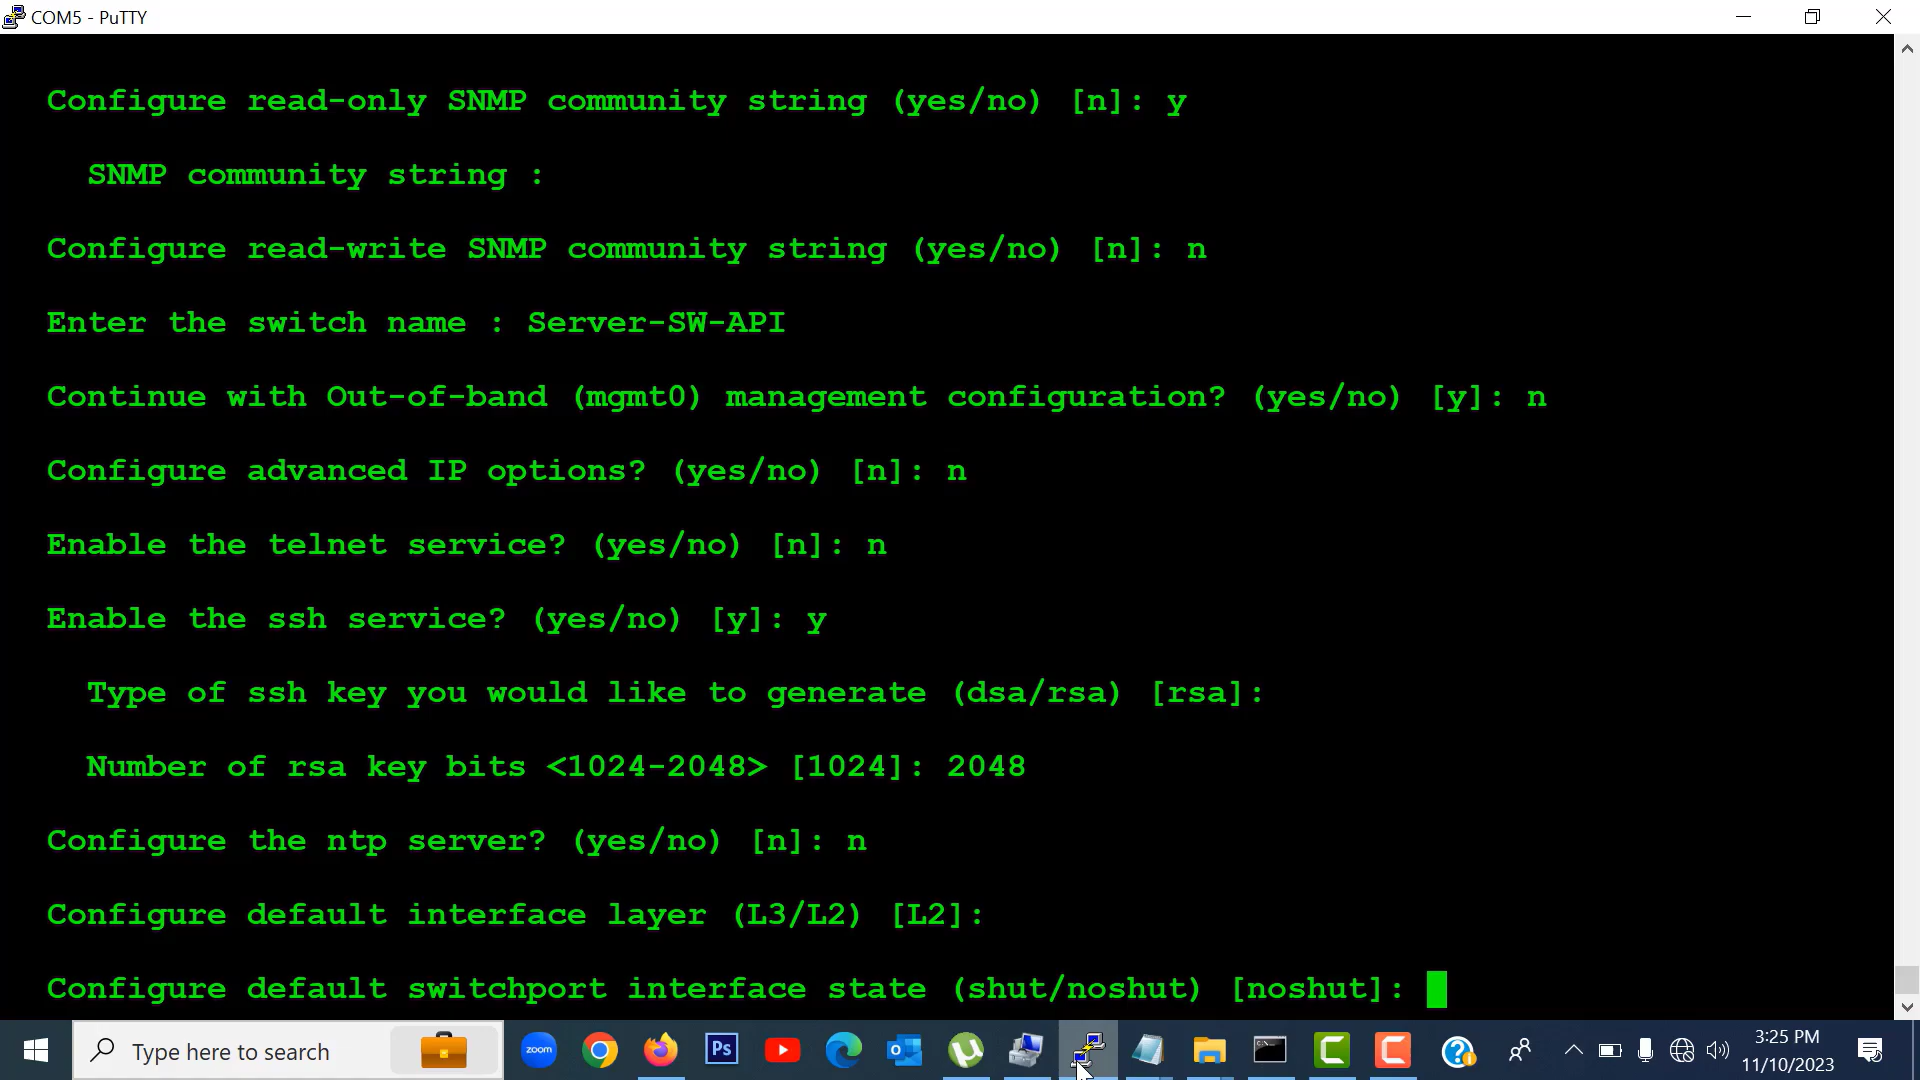 COM5 - PuTTY
Configure read-only SNMP community string (yes/no) [n]: y
SNMP community string :
Configure read-write SNMP community string (yes/no) [n]: n
Enter the switch name : Server-SW-API
Continue with Out-of-band (mgmt0) management configuration? (yes/no) [y]: n
Configure advanced IP options? (yes/no) [n]: n
Enable the telnet service? (yes/no) [n]: n
Enable the ssh service? (yes/no) [y]: y
Type of ssh key you would like to generate (dsa/rsa) [rsa]:
Number of rsa key bits <1024-2048> [1024]: 2048
Configure the ntp server? (yes/no) [n]: n
Configure default interface layer (L3/L2) [L2]:
Configure default switchport interface state (shut/noshut) [noshut]:
Type here to search
zoom
Ps
3:25 PM
11/10/2023